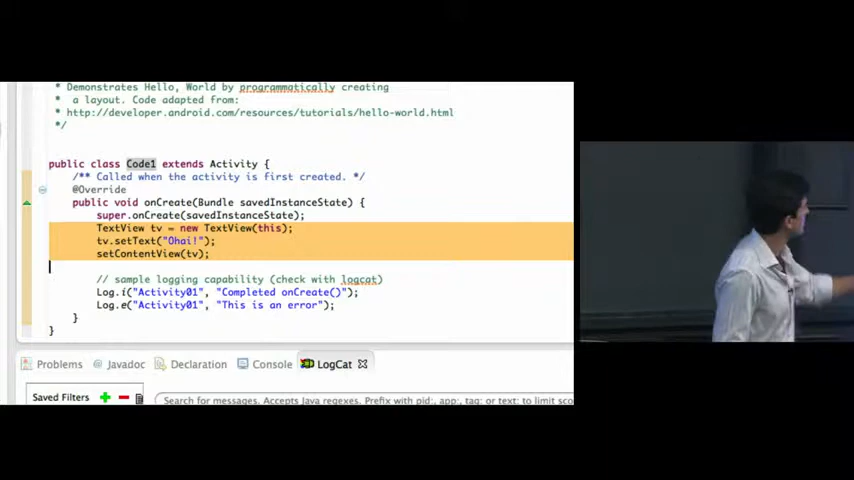 * Demonstrates Hello, World by programmatically creating
* a layout. Code adapted from:
* http://developer.android.com/resources/tutorials/hello-world.html
*/
public class Code1 extends Activity {
/** Called when the activity is first created. */
@Override
public void onCreate(Bundle savedInstanceState) {
super.onCreate(savedInstanceState);
TextView tv = new TextView(this);
tv.setText("Ohai!");
setContentView(tv);
// sample logging capability (check with logcat)
Log.i("Activity01", "Completed onCreate()");
Log.e("Activity01", "This is an error");
}
}
Problems @ Javadoc Declaration Console LogCat
Saved Filters
Search for messages. Accepts Java regexes. Prefix with pid:, app:, tag: or text: to limit sco